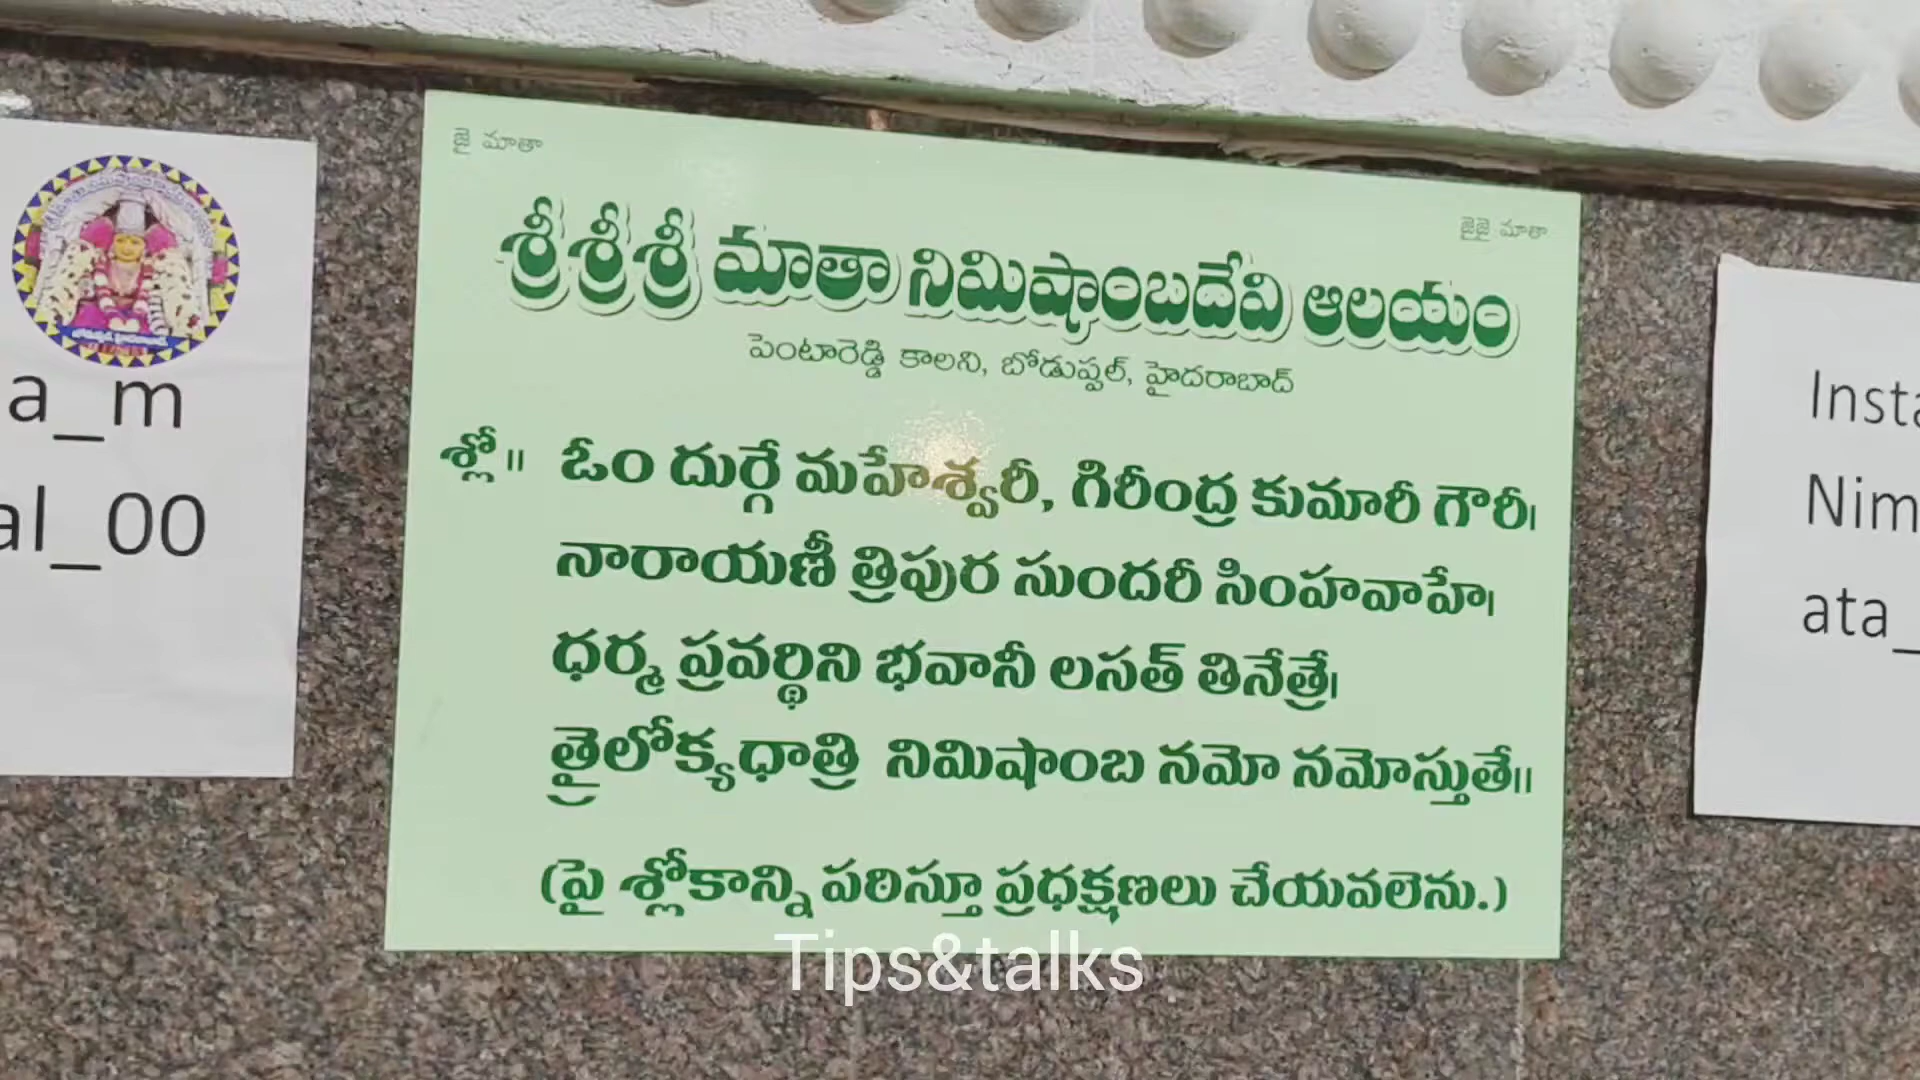 a_m
al_00
జై మాతా
జైజై మాతా
శ్రీ శ్రీ శ్రీ మాతా నిమిషాంబదేవి ఆలయం
పెంటారెడ్డి కాలని, బోడుప్పల్, హైదరాబాద్
శ్లో॥ ఓం దుర్గే మహేశ్వరీ, గిరీంద్ర కుమారీ గౌరీ।
నారాయణీ త్రిపుర సుందరీ సింహవాహే।
ధర్మ ప్రవర్థిని భవానీ లసత్ తినేత్రే।
త్రైలోక్యధాత్రి నిమిషాంబ నమో నమోస్తుతే॥
(పై శ్లోకాన్ని పఠిస్తూ ప్రధక్షణలు చేయవలెను.)
Insta
Nim
ata_
Tips&talks